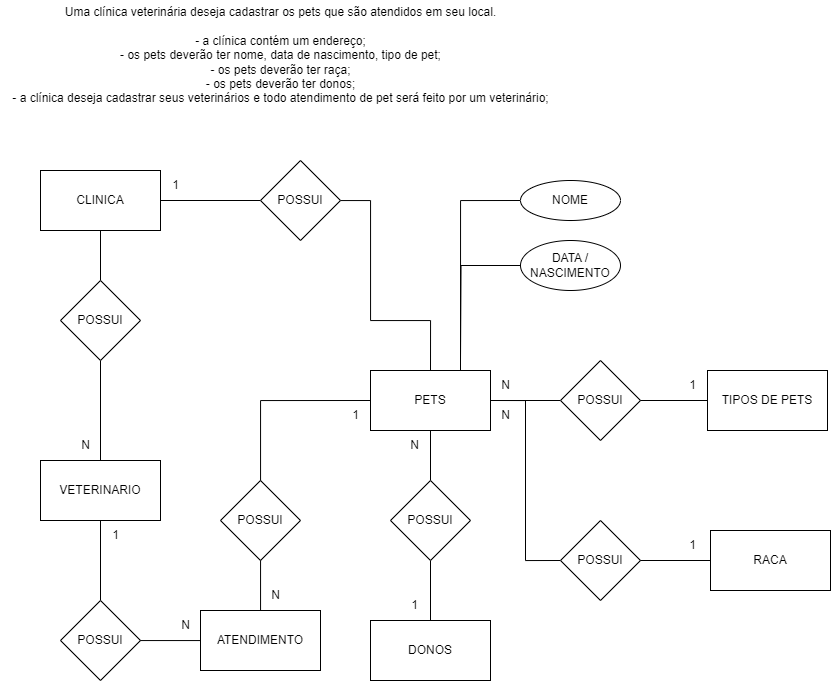 Uma clínica veterinária deseja cadastrar os pets que são atendidos em seu local.
- a clínica contém um endereço;
- os pets deverão ter nome, data de nascimento, tipo de pet;
- os pets deverão ter raça;
- os pets deverão ter donos;
- a clínica deseja cadastrar seus veterinários e todo atendimento de pet será feito por um veterinário;
CLINICA
1
POSSUI
NOME
DATA /
NASCIMENTO
POSSUI
PETS
N
N
1
N
POSSUI
1
TIPOS DE PETS
N
VETERINARIO
1
POSSUI
POSSUI
POSSUI
1
RACA
N
1
POSSUI
N
ATENDIMENTO
DONOS